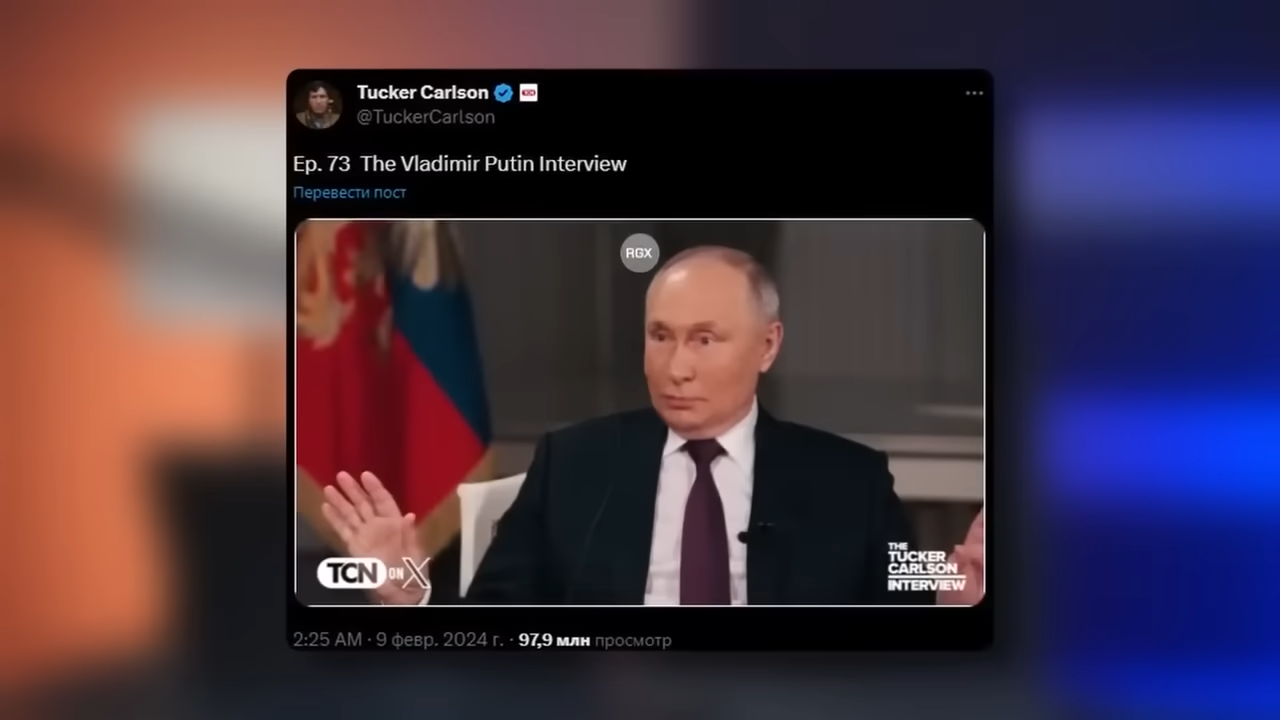 Tucker Carlson
@TuckerCarlson
Ep. 73 The Vladimir Putin Interview
Перевести пост
RGX
TCN ON X
THE
TUCKER
CARLSON
INTERVIEW
2:25 AM · 9 февр. 2024 г. · 97,9 млн просмотр